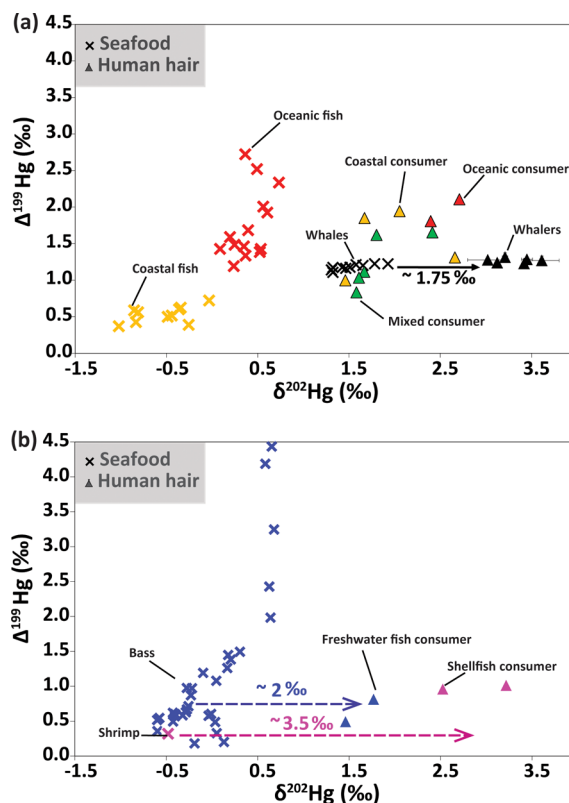 (a)
4.5
4.0
3.5
3.0
2.5
2.0
1.5
1.0
0.5
0.0
Δ¹⁹⁹Hg (‰)
Seafood
Human hair
Oceanic fish
Coastal consumer
Oceanic consumer
Whales
Whalers
Coastal fish
~ 1.75 ‰
Mixed consumer
-1.5 -0.5 0.5 1.5 2.5 3.5
δ²⁰²Hg (‰)
(b)
4.5
4.0
3.5
3.0
2.5
2.0
1.5
1.0
0.5
0.0
Δ¹⁹⁹Hg (‰)
Seafood
Human hair
Bass
Freshwater fish consumer
Shellfish consumer
~ 2 ‰
Shrimp
~3.5 ‰
-1.5 -0.5 0.5 1.5 2.5 3.5
δ²⁰²Hg (‰)